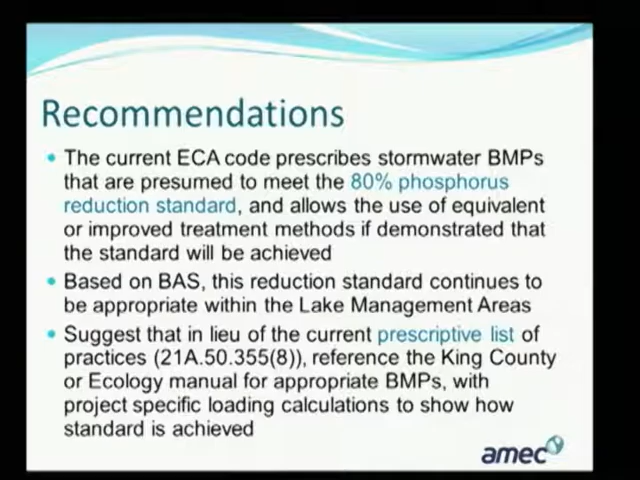 Recommendations
• The current ECA code prescribes stormwater BMPs
that are presumed to meet the 80% phosphorus
reduction standard, and allows the use of equivalent
or improved treatment methods if demonstrated that
the standard will be achieved
• Based on BAS, this reduction standard continues to
be appropriate within the Lake Management Areas
• Suggest that in lieu of the current prescriptive list of
practices (21A.50.355(8)), reference the King County
or Ecology manual for appropriate BMPs, with
project specific loading calculations to show how
standard is achieved
amec